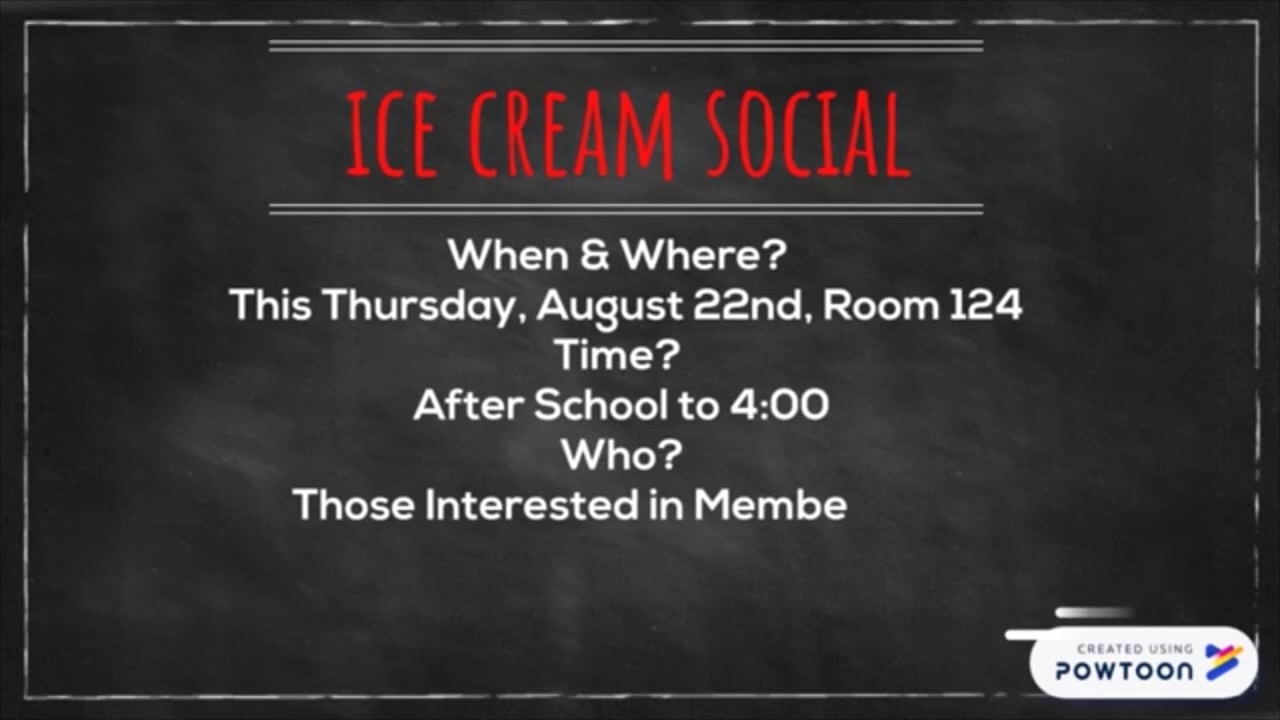 ICE CREAM SOCIAL
When & Where?
This Thursday, August 22nd, Room 124
Time?
After School to 4:00
Who?
Those Interested in Membe
CREATED USING
POWTOON